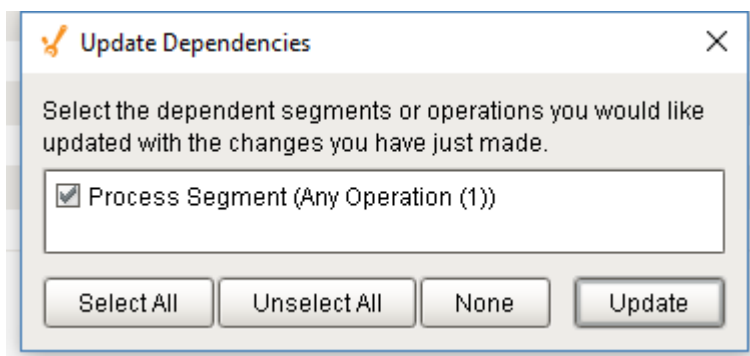 Update Dependencies
Select the dependent segments or operations you would like
updated with the changes you have just made.
Process Segment (Any Operation (1))
Select All
Unselect All
None
Update